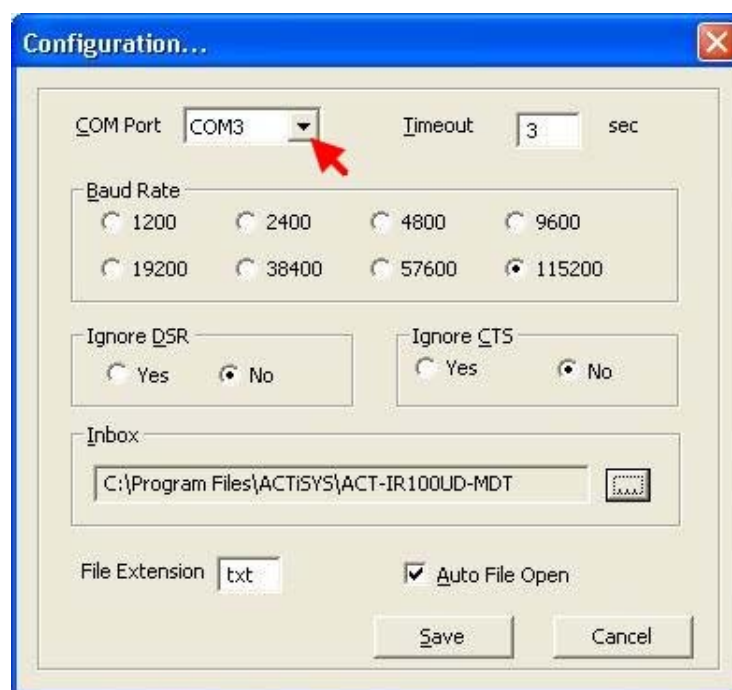 Configuration...
COM Port COM3 Timeout 3 sec
Baud Rate
1200 2400 4800 9600
19200 38400 57600 115200
Ignore DSR Ignore CTS
Yes No Yes No
Inbox
C:\Program Files\ACTiSYS\ACT-IR100UD-MDT ...
File Extension txt Auto File Open
Save Cancel